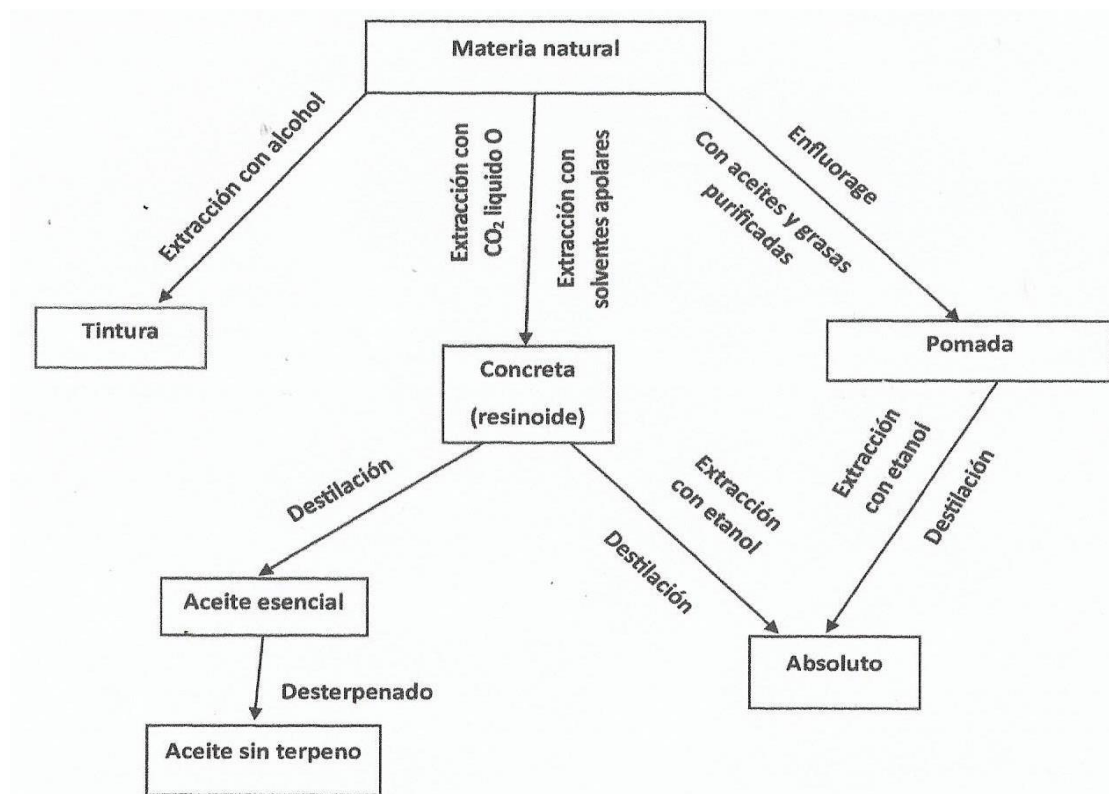 Materia natural
Extracción con alcohol
Extracción con
CO₂ liquido O
Extracción con
solventes apolares
Enfluorage
Con aceites y grasas
purificadas
Tintura
Concreta
(resinoide)
Pomada
Destilación
Extracción
con etanol
Destilación
Extracción
con etanol
Destilación
Aceite esencial
Absoluto
Desterpenado
Aceite sin terpeno